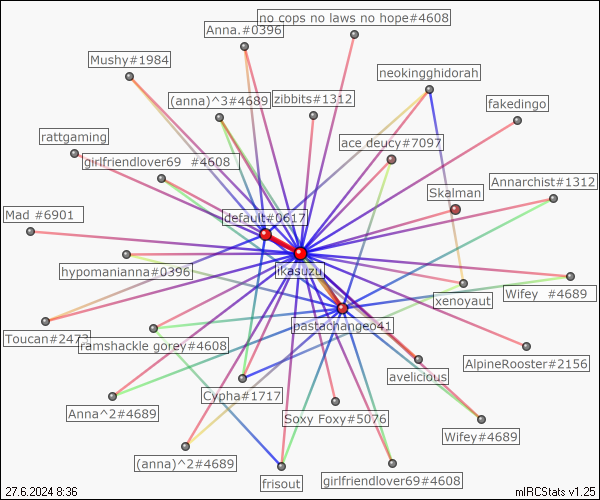 no cops no laws no hope#4608
Anna.#0396
Mushy#1984
neokingghidorah
(anna)^3#4689
zibbits#1312
fakedingo
rattgaming
ace deucy#7097
girlfriendlover69 #4608
Skalman
Annarchist#1312
Mad #6901
default#0617
hypomanianna#0396
iKasuzu
xenoyaut
Wifey #4689
pastachangeo41
Toucan#2473
ramshackle gorey#4608
AlpineRooster#2156
avelicious
Cypha#1717
Anna^2#4689
Soxy Foxy#5076
Wifey#4689
(anna)^2#4689
frisout
girlfriendlover69#4608
27.6.2024 8:36
mIRCStats v1.25